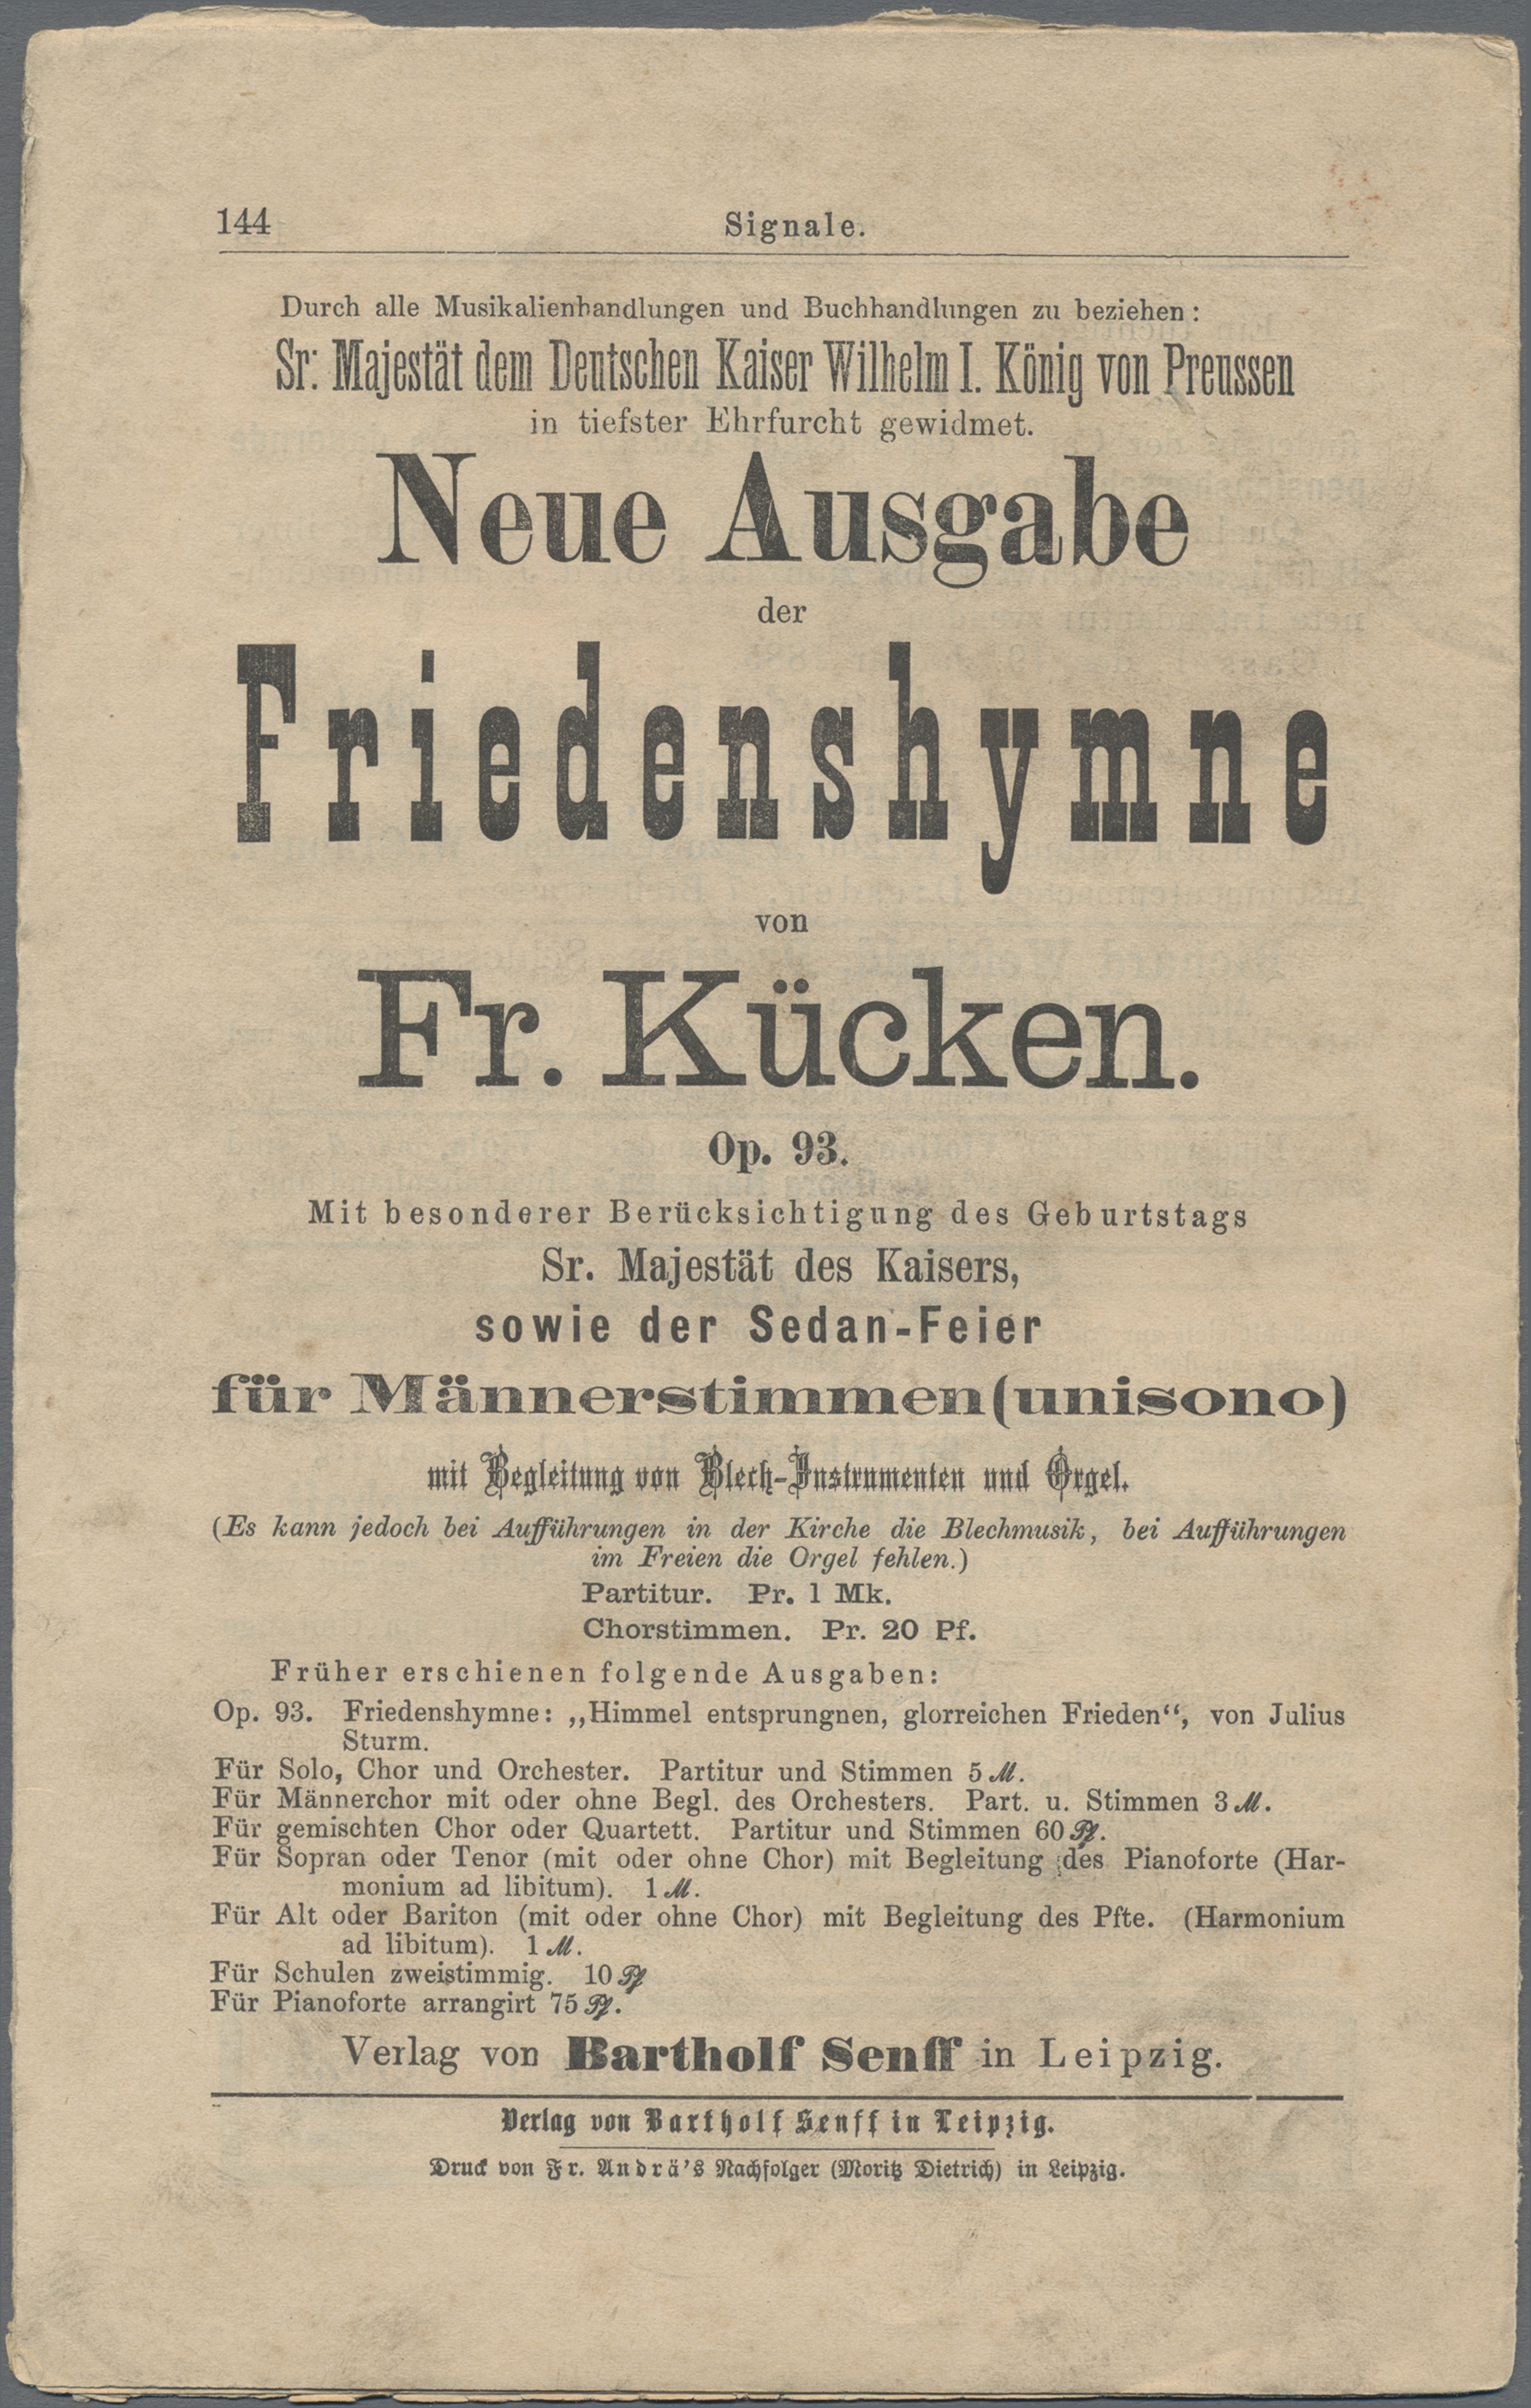 144
Signale.
Durch alle Musikalienhandlungen und Buchhandlungen zu beziehen:
Sr. Majestät dem Deutschen Kaiser Wilhelm I. König von Preussen
in tiefster Ehrfurcht gewidmet.
Neue Ausgabe
der
Friedenshymne
von
Fr. Kücken.
Op. 93.
Mit besonderer Berücksichtigung des Geburtstags
Sr. Majestät des Kaisers,
sowie der Sedan-Feier
für Männerstimmen (unisono)
mit Begleitung von Blech-Instrumenten und Orgel.
(Es kann jedoch bei Aufführungen in der Kirche die Blechmusik, bei Aufführungen
im Freien die Orgel fehlen.)
Partitur. Pr. 1 Mk.
Chorstimmen. Pr. 20 Pf.
Früher erschienen folgende Ausgaben:
Op. 93. Friedenshymne: „Himmel entsprungnen, glorreichen Frieden“, von Julius
Sturm.
Für Solo, Chor und Orchester. Partitur und Stimmen 5 M.
Für Männerchor mit oder ohne Begl. des Orchesters. Part. u. Stimmen 3 M.
Für gemischten Chor oder Quartett. Partitur und Stimmen 60 Pf.
Für Sopran oder Tenor (mit oder ohne Chor) mit Begleitung des Pianoforte (Har-
monium ad libitum). 1 M.
Für Alt oder Bariton (mit oder ohne Chor) mit Begleitung des Pfte. (Harmonium
ad libitum). 1 M.
Für Schulen zweistimmig. 10 Pf
Für Pianoforte arrangirt 75 Pf.
Verlag von Bartholf Senff in Leipzig.
Verlag von Bartholf Senff in Leipzig.
Druck von Fr. Andrä's Nachfolger (Moritz Dietrich) in Leipzig.